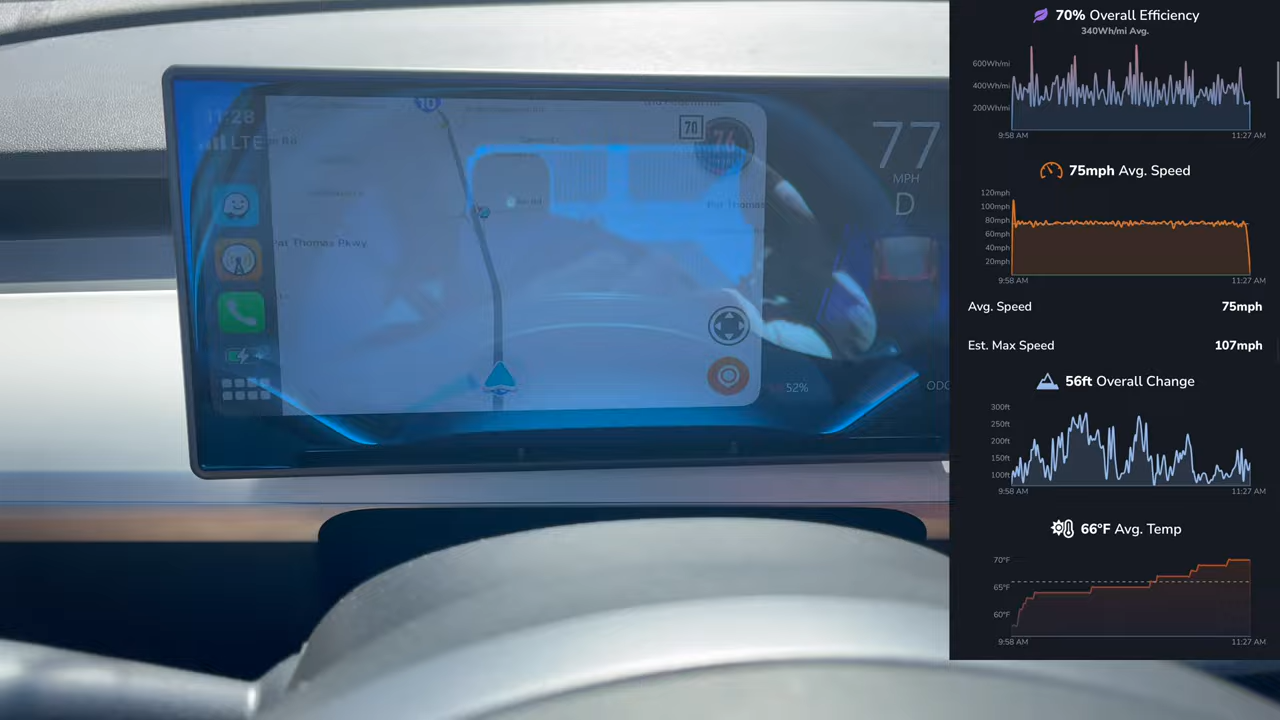 11:28
LTE
10
70
77
MPH
D
Pat Thomas Pkwy
52%
ODO
70% Overall Efficiency
340Wh/mi Avg.
600Wh/mi
400Wh/mi
200Wh/mi
9:58 AM
11:27 AM
75mph Avg. Speed
120mph
100mph
80mph
60mph
40mph
20mph
9:58 AM
11:27 AM
Avg. Speed
75mph
Est. Max Speed
107mph
56ft Overall Change
300ft
250ft
200ft
150ft
100ft
9:58 AM
11:27 AM
66°F Avg. Temp
70°F
65°F
60°F
9:58 AM
11:27 AM